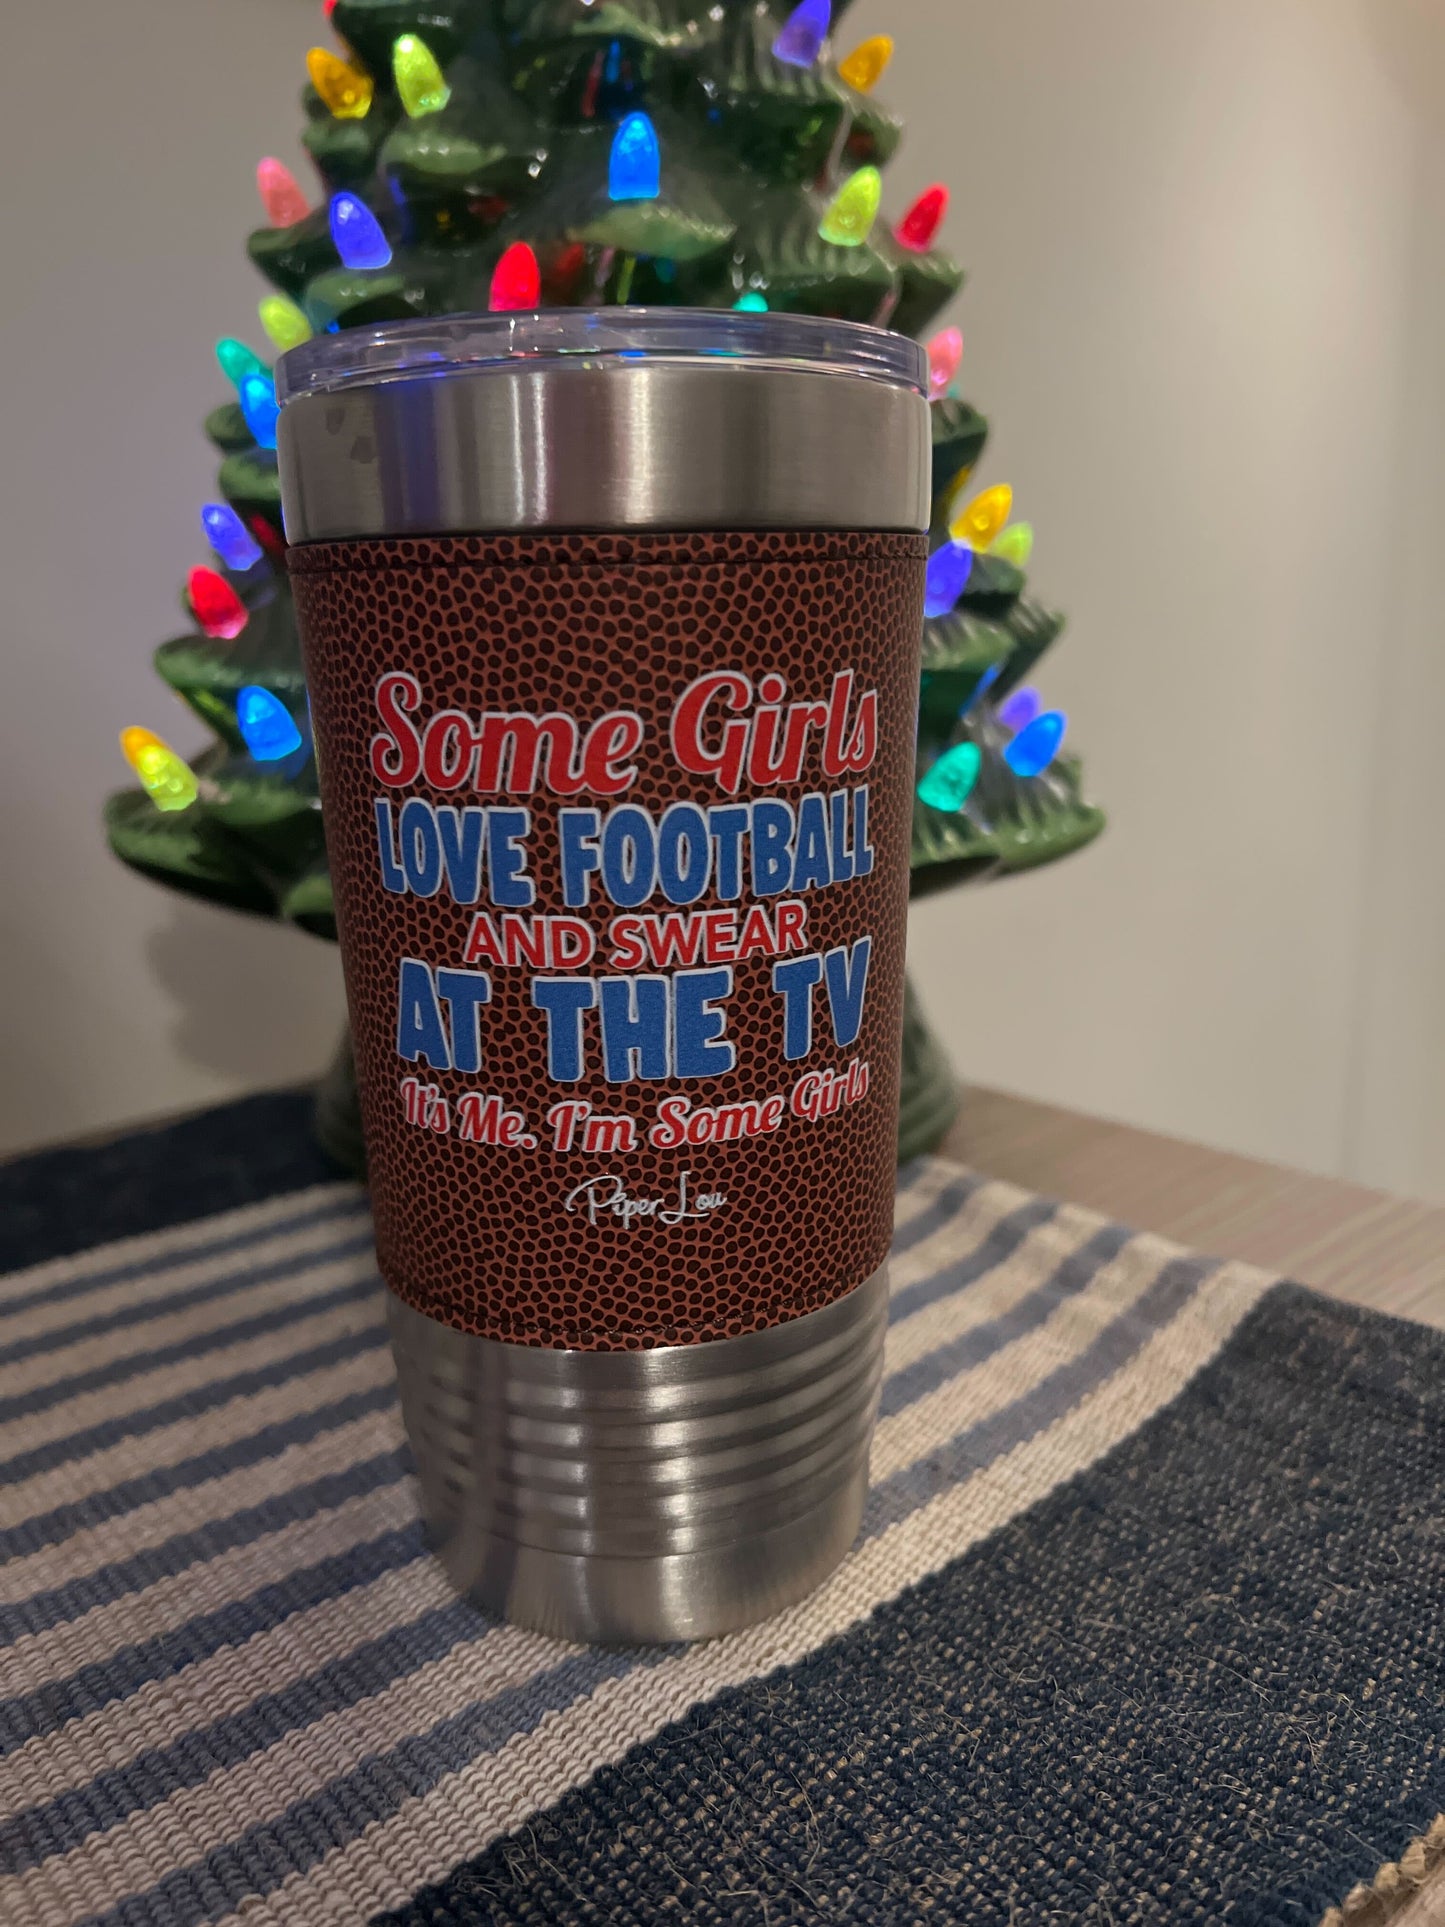 Some Girls
LOVE FOOTBALL
AND SWEAR
AT THE TV
It's Me. I'm Some Girls
Piper Lou